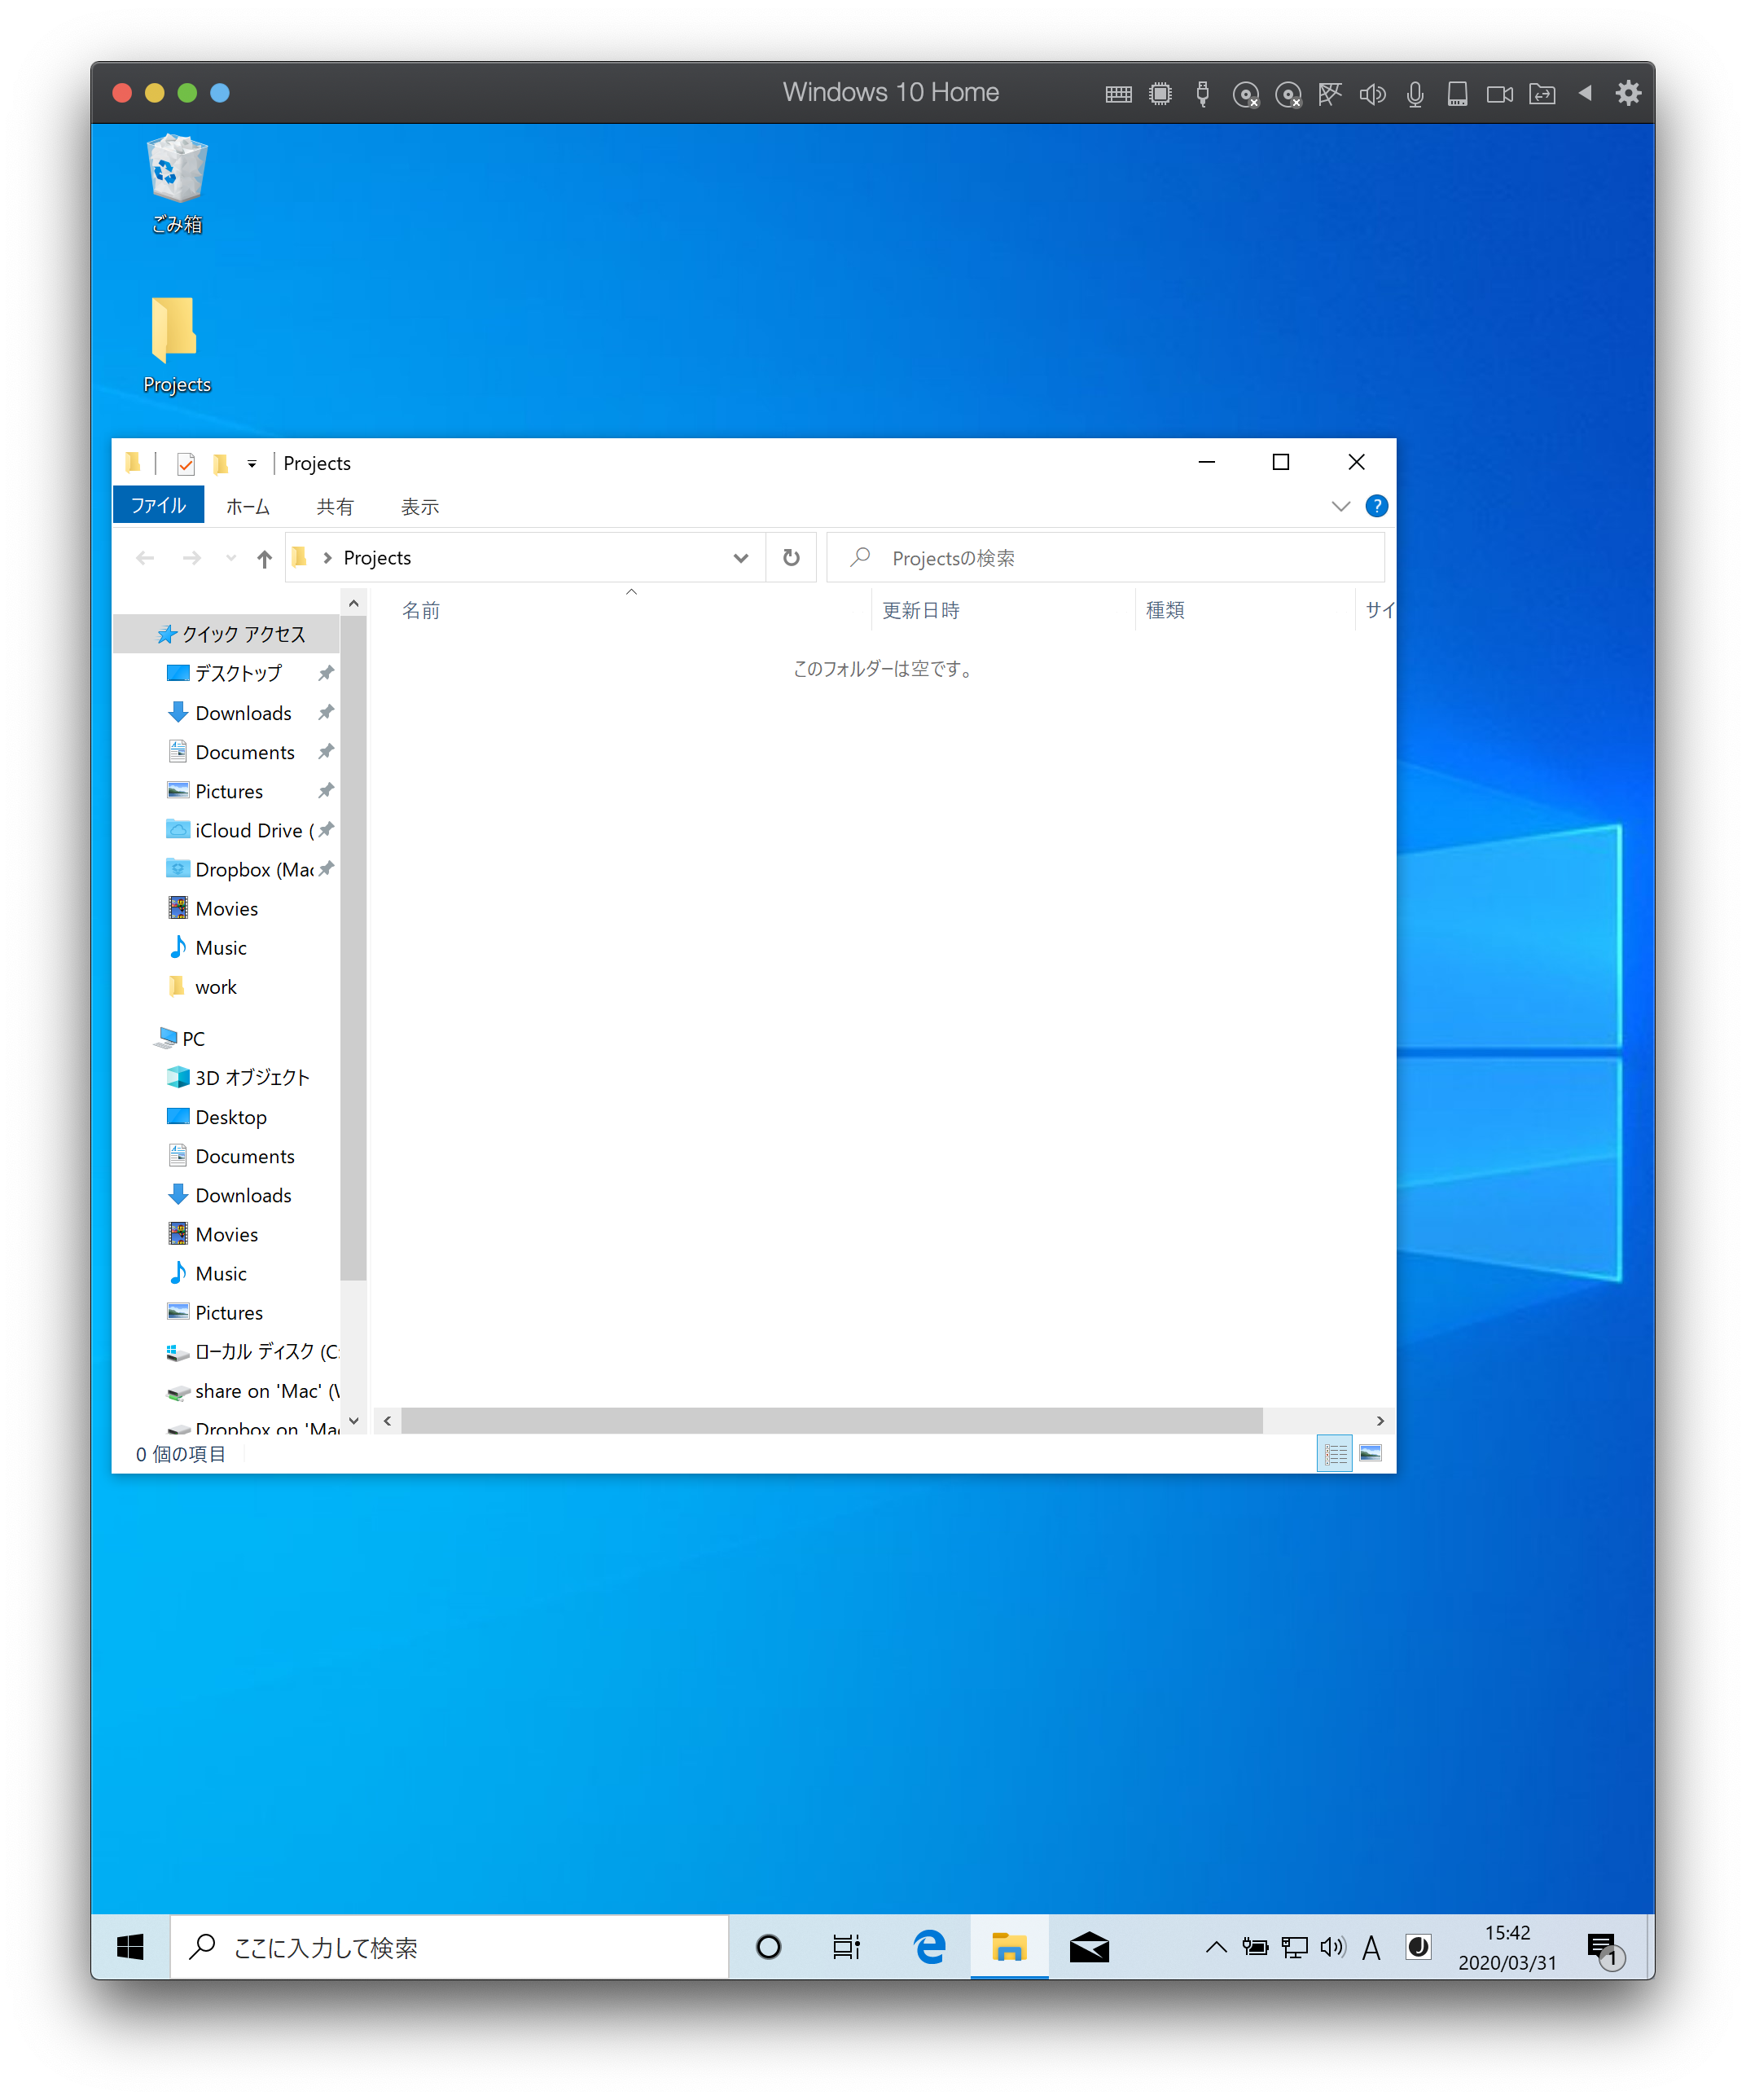 Windows 10 Home
ごみ箱
Projects
Projects
ファイル ホーム 共有 表示
Projects
Projectsの検索
名前 更新日時 種類 サイ
このフォルダーは空です。
クイック アクセス
デスクトップ
Downloads
Documents
Pictures
iCloud Drive (
Dropbox (Mac
Movies
Music
work
PC
3D オブジェクト
Desktop
Documents
Downloads
Movies
Music
Pictures
ローカル ディスク (C:
share on 'Mac' (\
Dropbox on 'Mac
0 個の項目
ここに入力して検索
A
J
15:42
2020/03/31
1